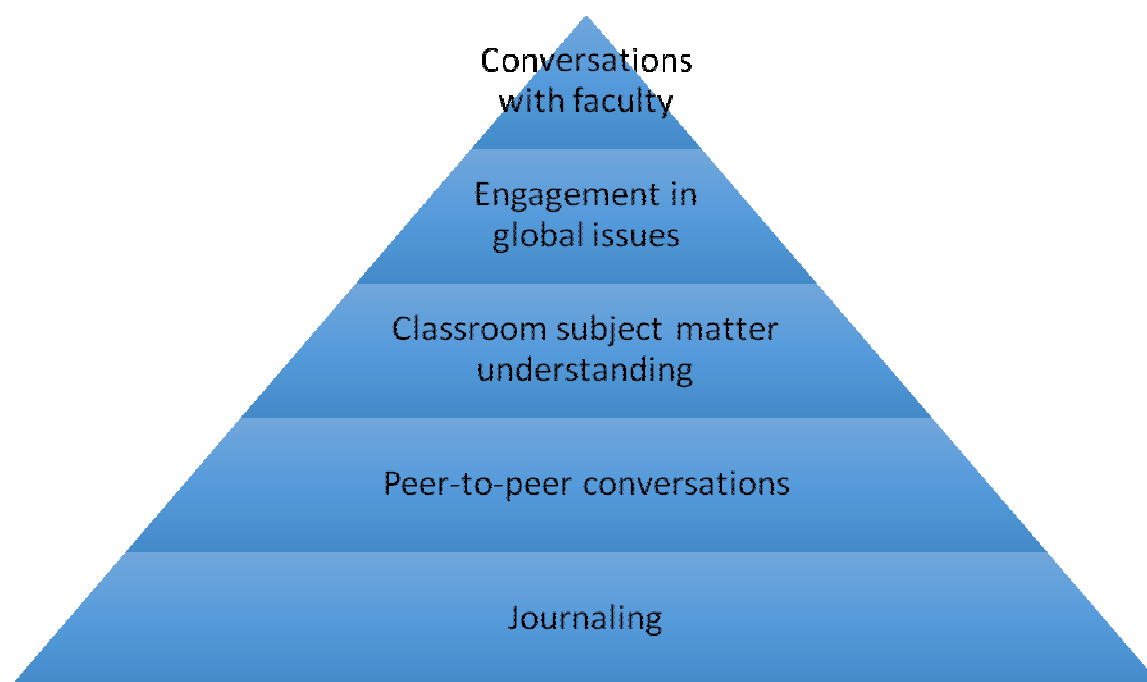 Conversations
with faculty
Engagement in
global issues
Classroom subject matter
understanding
Peer-to-peer conversations
Journaling